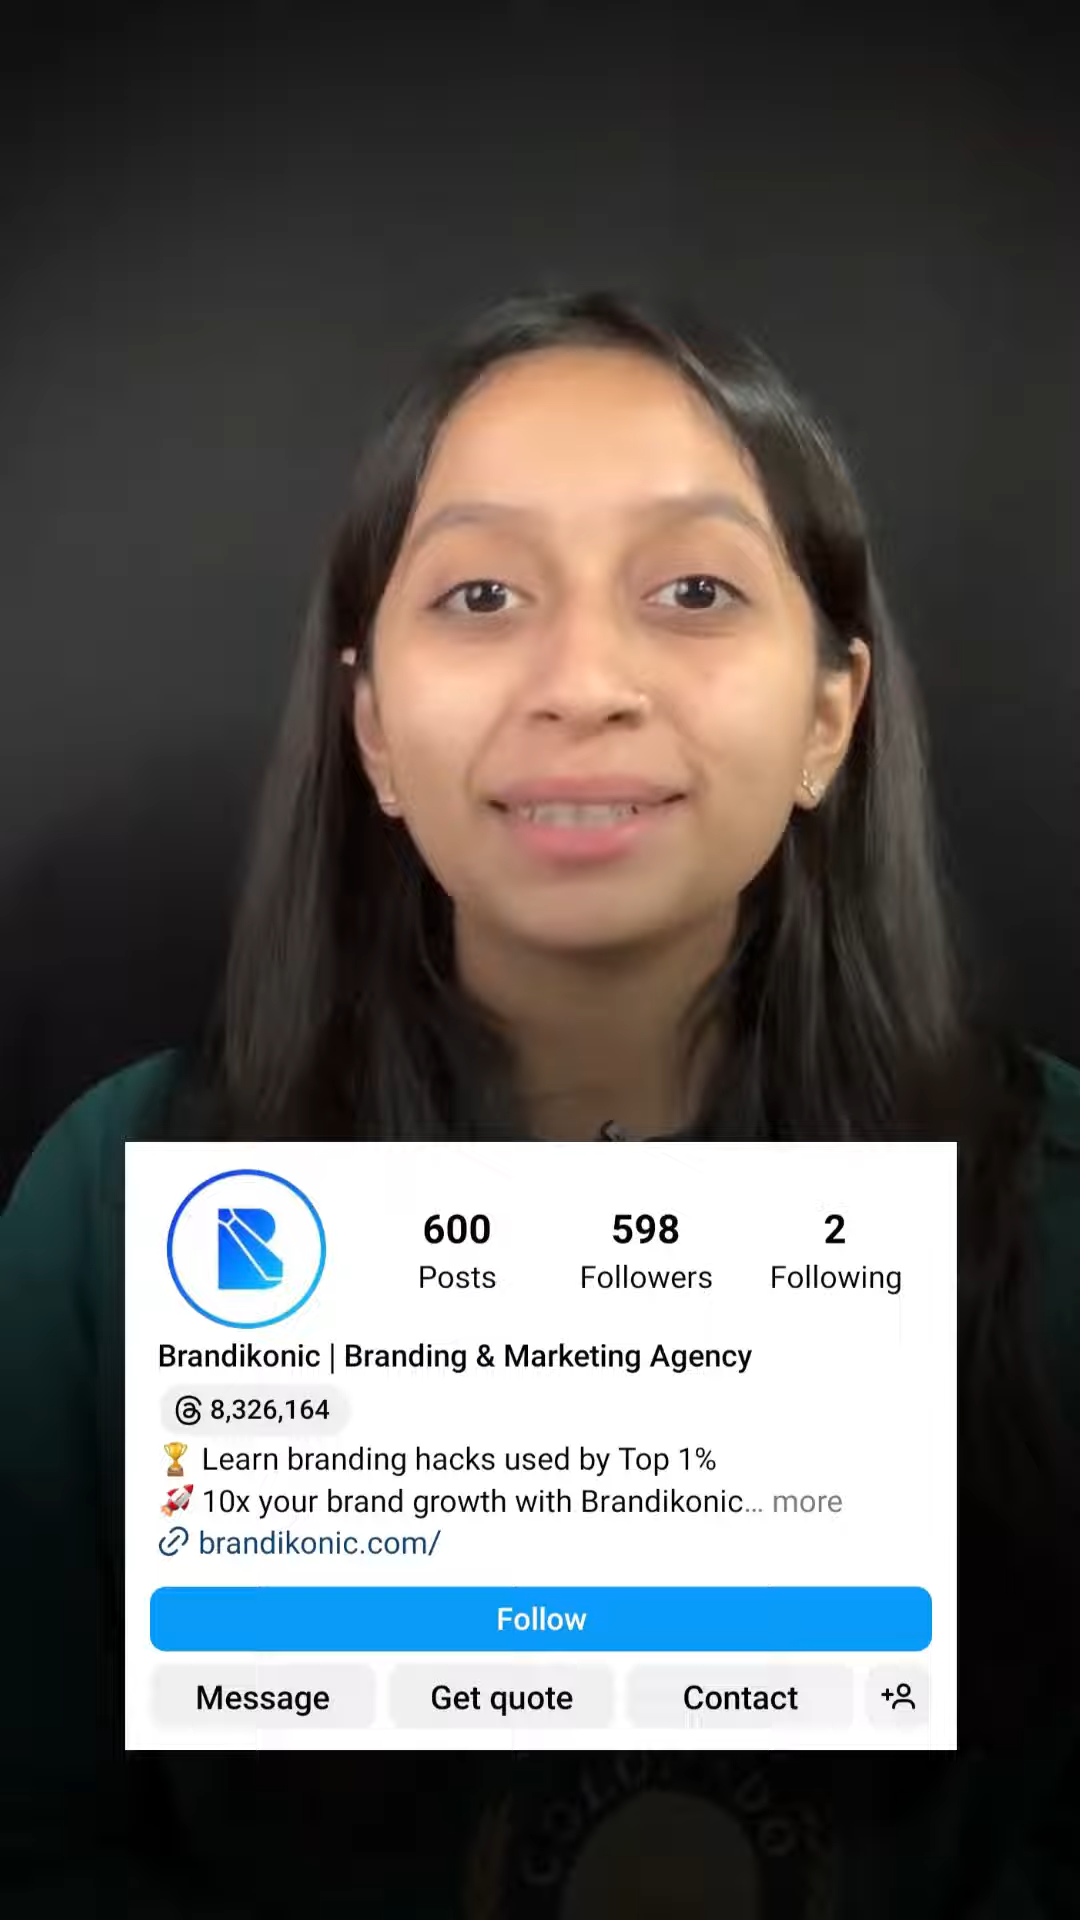 600 598 2
Posts Followers Following
Brandikonic | Branding & Marketing Agency
8,326,164
🏆 Learn branding hacks used by Top 1%
🚀 10x your brand growth with Brandikonic... more
brandikonic.com/
Follow
Message Get quote Contact